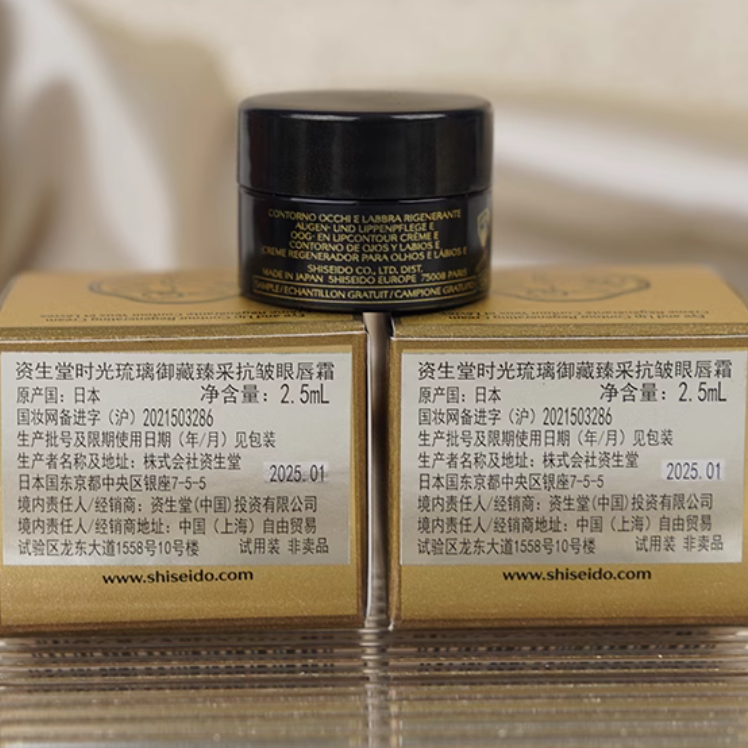 CONTORNO OCCHI E LABBRA RIGENERANTE
AUGEN- UND LIPPENPFLEGE E
OOG- EN LIPCONTOUR CRÈME E
CONTORNO DE OJOS Y LABIOS E
CREME REGENERADOR PARA OLHOS E LÁBIOS E
SHISEIDO CO., LTD. DIST.
MADE IN JAPAN SHISEIDO EUROPE 75008 PARIS
SAMPLE/ECHANTILLON GRATUIT/CAMPIONE GRATUITO
Eye and Lip Contour Regenerating Cream
资生堂时光琉璃御藏臻采抗皱眼唇霜
原产国：日本 净含量：2.5mL
国妆网备进字（沪）2021503286
生产批号及限期使用日期（年/月）见包装
生产者名称及地址：株式会社资生堂
2025.01
日本国东京都中央区银座7-5-5
境内责任人/经销商：资生堂(中国)投资有限公司
境内责任人/经销商地址：中国（上海）自由贸易
试验区龙东大道1558号10号楼 试用装 非卖品
www.shiseido.com
资生堂时光琉璃御藏臻采抗皱眼唇霜
原产国：日本 净含量：2.5mL
国妆网备进字（沪）2021503286
生产批号及限期使用日期（年/月）见包装
生产者名称及地址：株式会社资生堂
2025.01
日本国东京都中央区银座7-5-5
境内责任人/经销商：资生堂(中国)投资有限公司
境内责任人/经销商地址：中国（上海）自由贸易
试验区龙东大道1558号10号楼 试用装 非卖品
www.shiseido.com